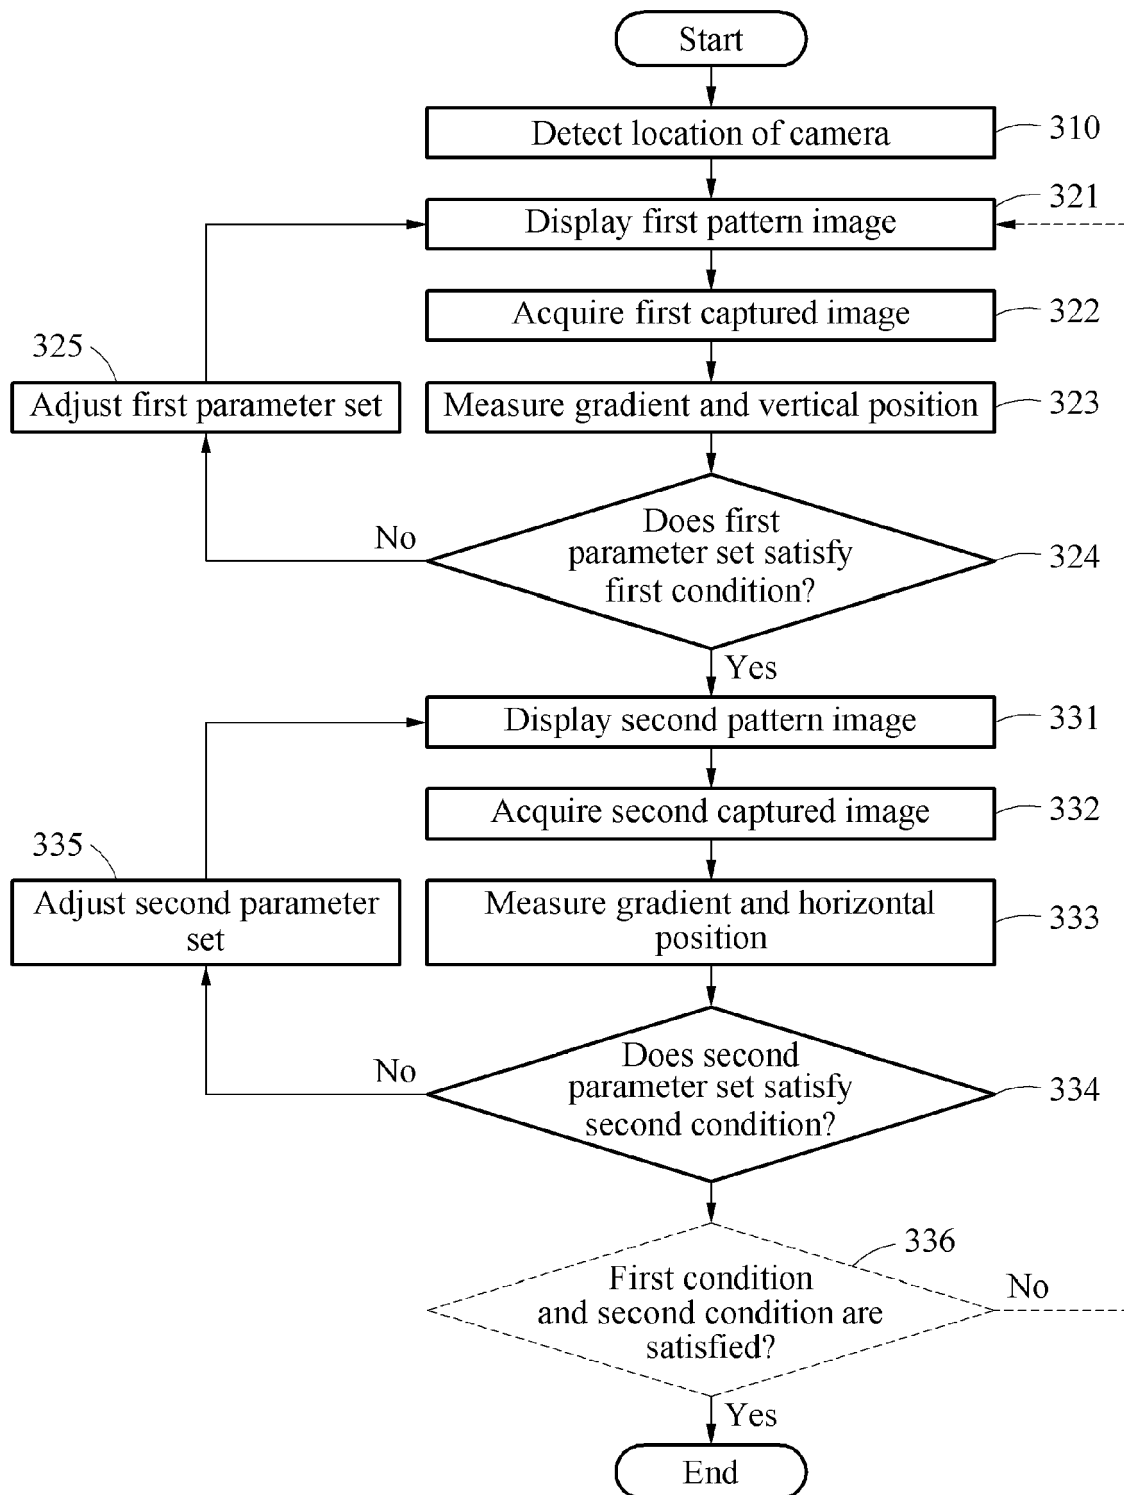 Start
Detect location of camera
310
321
Display first pattern image
Acquire first captured image
322
325
Adjust first parameter set
Measure gradient and vertical position
323
No
Does first
parameter set satisfy
first condition?
324
Yes
Display second pattern image
331
Acquire second captured image
332
335
Adjust second parameter
set
Measure gradient and horizontal
position
333
No
Does second
parameter set satisfy
second condition?
334
336
First condition
and second condition are
satisfied?
No
Yes
End